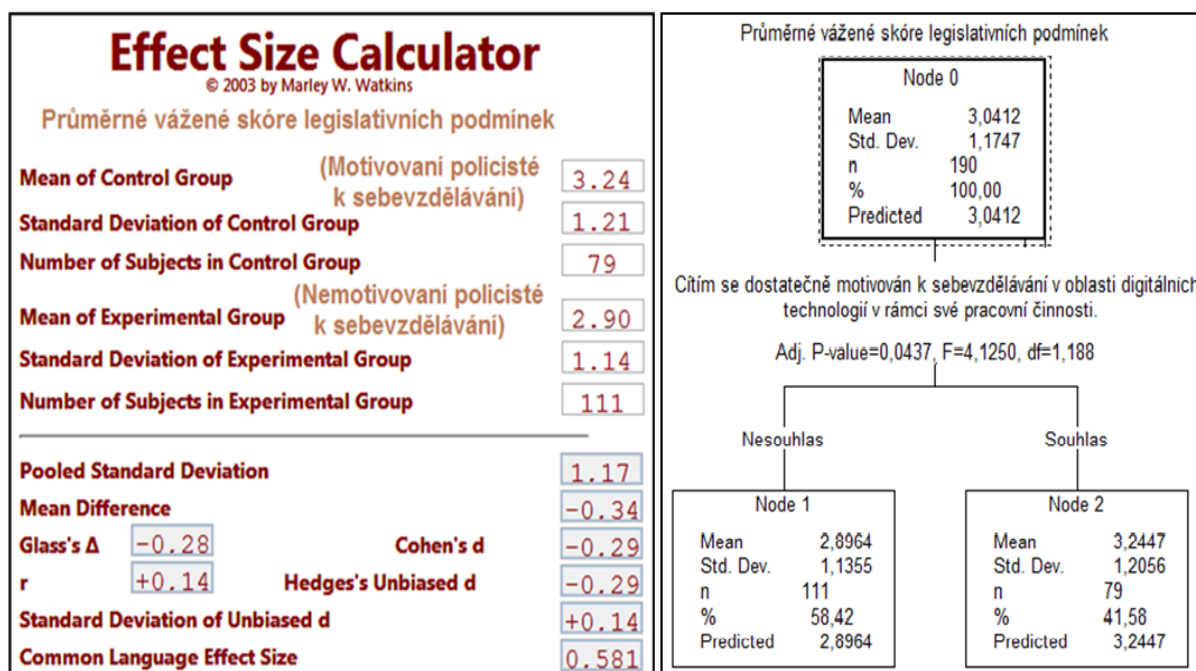 Effect Size Calculator
© 2003 by Marley W. Watkins
Průměrné vážené skóre legislativních podmínek
Mean of Control Group (Motivovaní policisté k sebevzdělávání) 3.24
Standard Deviation of Control Group 1.21
Number of Subjects in Control Group 79
Mean of Experimental Group (Nemotivovaní policisté k sebevzdělávání) 2.90
Standard Deviation of Experimental Group 1.14
Number of Subjects in Experimental Group 111
Pooled Standard Deviation 1.17
Mean Difference -0.34
Glass's Δ -0.28 Cohen's d -0.29
r +0.14 Hedges's Unbiased d -0.29
Standard Deviation of Unbiased d +0.14
Common Language Effect Size 0.581
Průměrné vážené skóre legislativních podmínek
Node 0
Mean 3,0412
Std. Dev. 1,1747
n 190
% 100,00
Predicted 3,0412
Cítím se dostatečně motivován k sebevzdělávání v oblasti digitálních
technologií v rámci své pracovní činnosti.
Adj. P-value=0,0437, F=4,1250, df=1,188
Nesouhlas
Node 1
Mean 2,8964
Std. Dev. 1,1355
n 111
% 58,42
Predicted 2,8964
Souhlas
Node 2
Mean 3,2447
Std. Dev. 1,2056
n 79
% 41,58
Predicted 3,2447